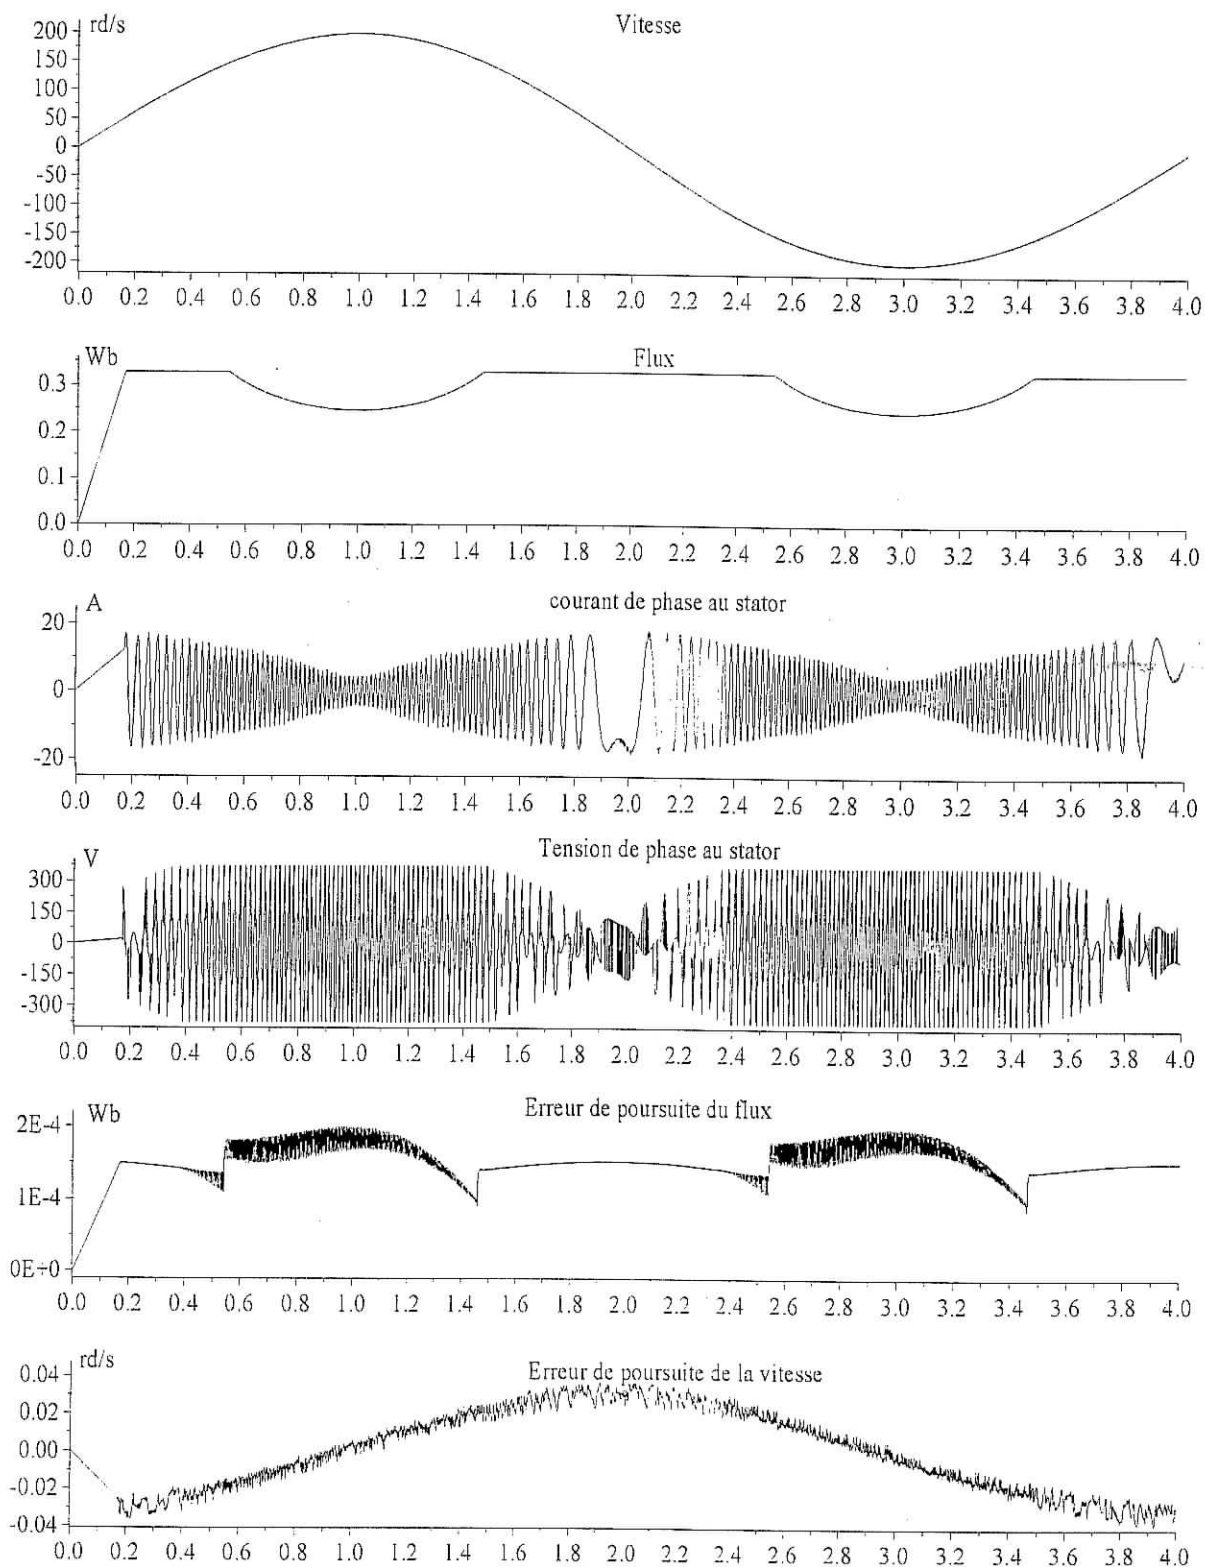 rd/s Vitesse
200
150
100
50
0
-50
-100
-150
-200
0.0 0.2 0.4 0.6 0.8 1.0 1.2 1.4 1.6 1.8 2.0 2.2 2.4 2.6 2.8 3.0 3.2 3.4 3.6 3.8 4.0
Wb Flux
0.3
0.2
0.1
0.0
0.0 0.2 0.4 0.6 0.8 1.0 1.2 1.4 1.6 1.8 2.0 2.2 2.4 2.6 2.8 3.0 3.2 3.4 3.6 3.8 4.0
A courant de phase au stator
20
0
-20
0.0 0.2 0.4 0.6 0.8 1.0 1.2 1.4 1.6 1.8 2.0 2.2 2.4 2.6 2.8 3.0 3.2 3.4 3.6 3.8 4.0
V Tension de phase au stator
300
150
0
-150
-300
0.0 0.2 0.4 0.6 0.8 1.0 1.2 1.4 1.6 1.8 2.0 2.2 2.4 2.6 2.8 3.0 3.2 3.4 3.6 3.8 4.0
Wb Erreur de poursuite du flux
2E-4
1E-4
0E+0
0.0 0.2 0.4 0.6 0.8 1.0 1.2 1.4 1.6 1.8 2.0 2.2 2.4 2.6 2.8 3.0 3.2 3.4 3.6 3.8 4.0
rd/s Erreur de poursuite de la vitesse
0.04
0.02
0.00
-0.02
-0.04
0.0 0.2 0.4 0.6 0.8 1.0 1.2 1.4 1.6 1.8 2.0 2.2 2.4 2.6 2.8 3.0 3.2 3.4 3.6 3.8 4.0